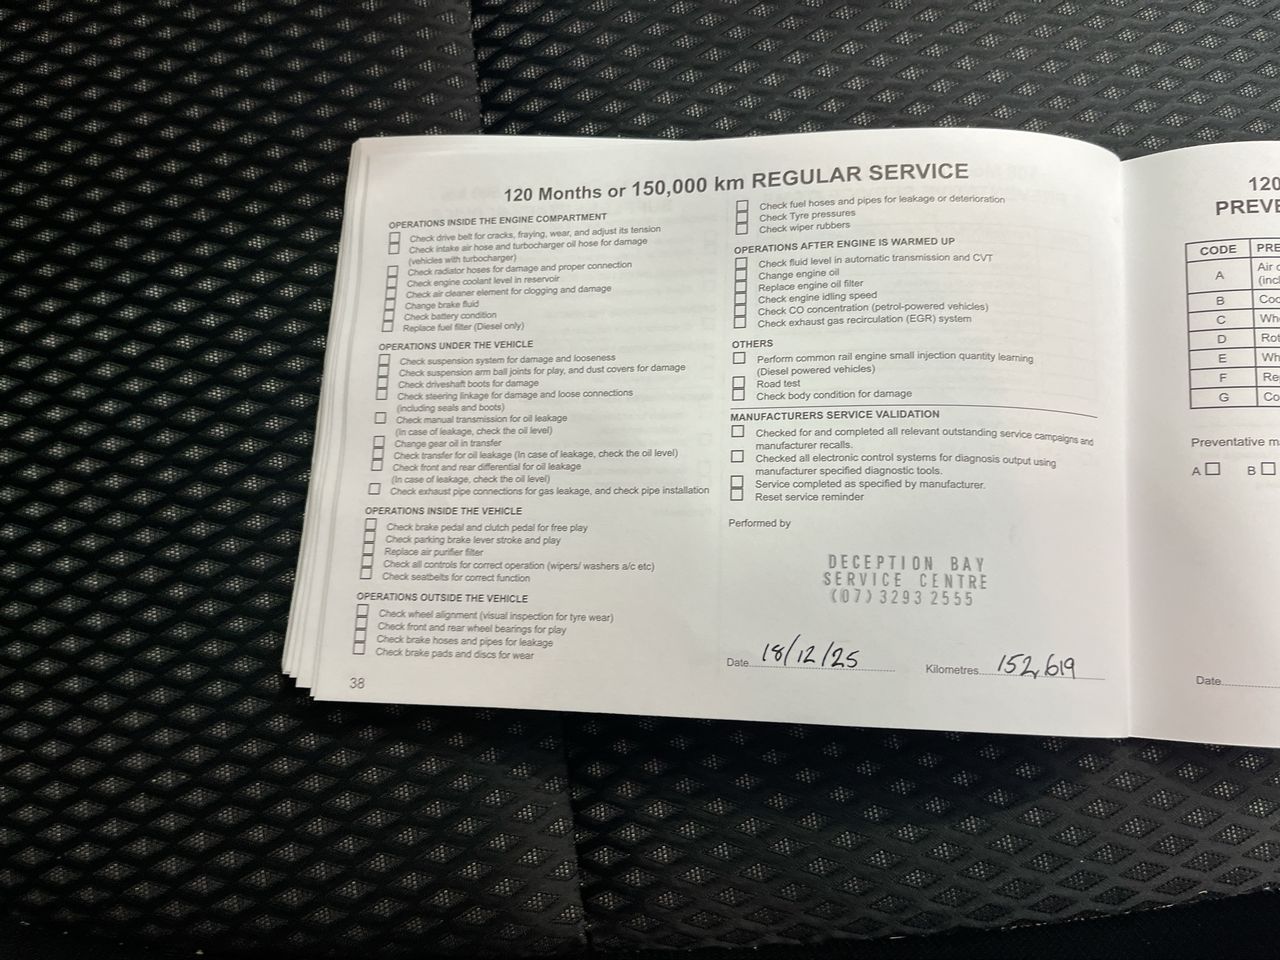 120 Months or 150,000 km REGULAR SERVICE
OPERATIONS INSIDE THE ENGINE COMPARTMENT
Check drive belt for cracks, fraying, wear, and adjust its tension
Check intake air hose and turbocharger oil hose for damage
(vehicles with turbocharger)
Check radiator hoses for damage and proper connection
Check engine coolant level in reservoir
Check air cleaner element for clogging and damage
Change brake fluid
Check battery condition
Replace fuel filter (Diesel only)
OPERATIONS UNDER THE VEHICLE
Check suspension system for damage and looseness
Check suspension arm ball joints for play, and dust covers for damage
Check driveshaft boots for damage
Check steering linkage for damage and loose connections
(including seals and boots)
Check manual transmission for oil leakage
(In case of leakage, check the oil level)
Change gear oil in transfer
Check transfer for oil leakage (In case of leakage, check the oil level)
Check front and rear differential for oil leakage
(In case of leakage, check the oil level)
Check exhaust pipe connections for gas leakage, and check pipe installation
OPERATIONS INSIDE THE VEHICLE
Check brake pedal and clutch pedal for free play
Check parking brake lever stroke and play
Replace air purifier filter
Check all controls for correct operation (wipers/ washers a/c etc)
Check seatbelts for correct function
OPERATIONS OUTSIDE THE VEHICLE
Check wheel alignment (visual inspection for tyre wear)
Check front and rear wheel bearings for play
Check brake hoses and pipes for leakage
Check brake pads and discs for wear
38
Check fuel hoses and pipes for leakage or deterioration
Check Tyre pressures
Check wiper rubbers
OPERATIONS AFTER ENGINE IS WARMED UP
Check fluid level in automatic transmission and CVT
Change engine oil
Replace engine oil filter
Check engine idling speed
Check CO concentration (petrol-powered vehicles)
Check exhaust gas recirculation (EGR) system
OTHERS
Perform common rail engine small injection quantity learning
(Diesel powered vehicles)
Road test
Check body condition for damage
MANUFACTURERS SERVICE VALIDATION
Checked for and completed all relevant outstanding service campaigns and
manufacturer recalls.
Checked all electronic control systems for diagnosis output using
manufacturer specified diagnostic tools.
Service completed as specified by manufacturer.
Reset service reminder
Performed by
DECEPTION BAY
SERVICE CENTRE
(07) 3293 2555
Date 18/12/25 Kilometres 152,619
120
PREVE
CODE PRE
A Air c
(incl
B Coo
C Whe
D Rot
E Wh
F Re
G Co
Preventative m
A B
Date